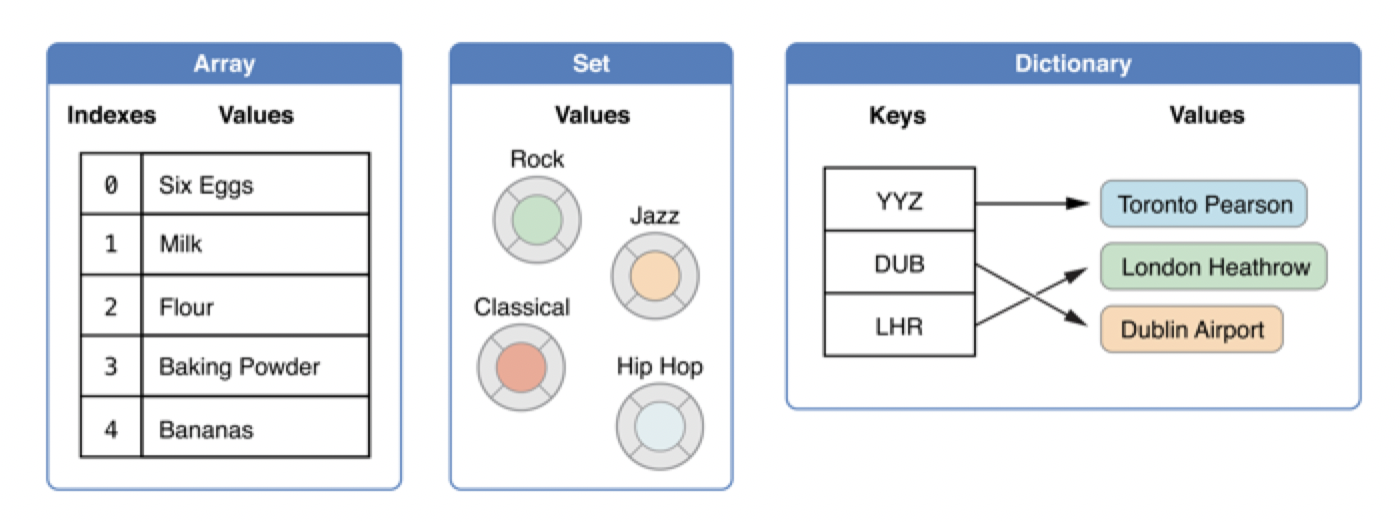 Array
Indexes Values
0 Six Eggs
1 Milk
2 Flour
3 Baking Powder
4 Bananas
Set
Values
Rock
Jazz
Classical
Hip Hop
Dictionary
Keys Values
YYZ Toronto Pearson
DUB London Heathrow
LHR Dublin Airport